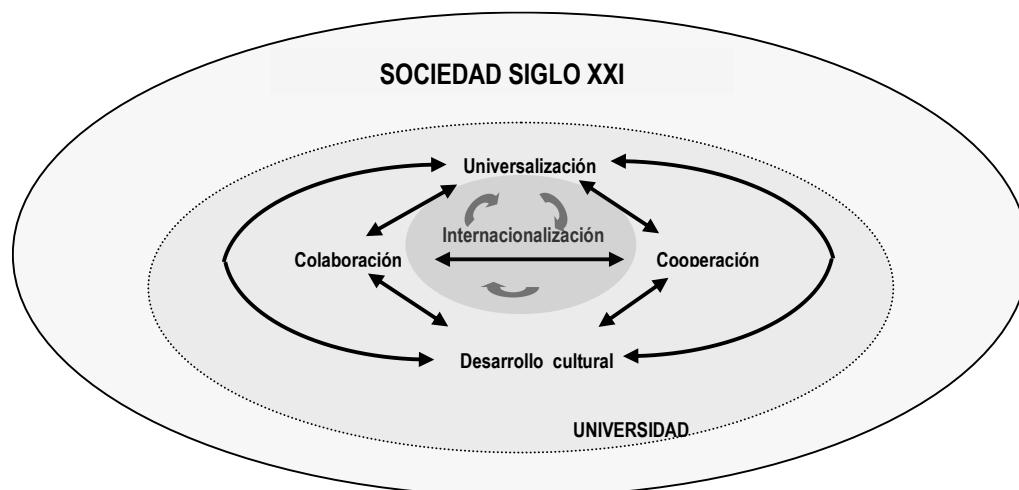 SOCIEDAD SIGLO XXI
Universalización
Internacionalización
Colaboración
Cooperación
Desarrollo cultural
UNIVERSIDAD